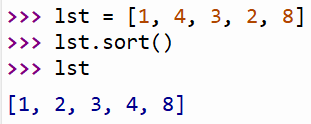 >>> lst = [1, 4, 3, 2, 8]
>>> lst.sort()
>>> lst
[1, 2, 3, 4, 8]